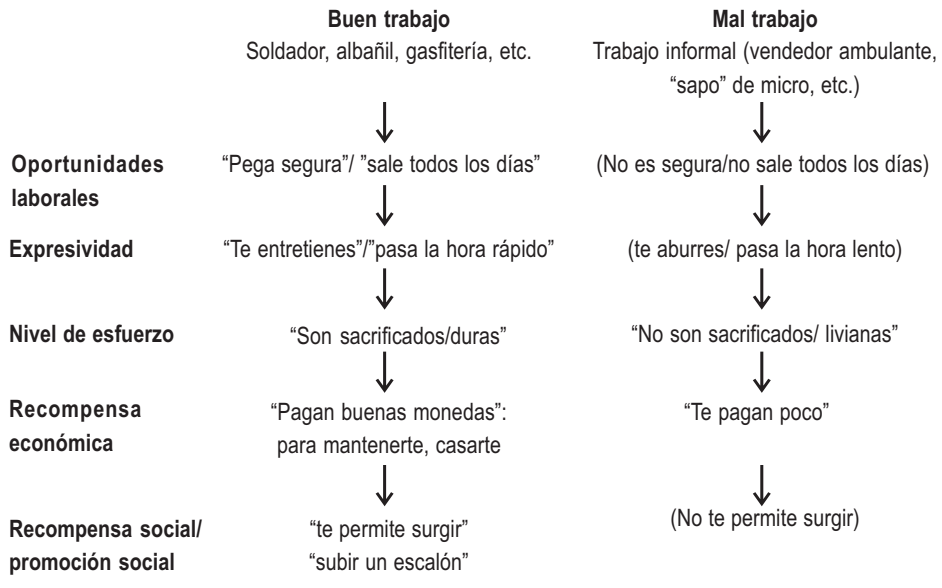 Buen trabajo
Mal trabajo
Soldador, albañil, gasfitería, etc.
Trabajo informal (vendedor ambulante,
“sapo” de micro, etc.)
Oportunidades
laborales
“Pega segura”/ ”sale todos los días”
(No es segura/no sale todos los días)
Expresividad
“Te entretienes”/”pasa la hora rápido”
(te aburres/ pasa la hora lento)
Nivel de esfuerzo
“Son sacrificados/duras”
“No son sacrificados/ livianas”
Recompensa
económica
“Pagan buenas monedas”:
para mantenerte, casarte
“Te pagan poco”
Recompensa social/
promoción social
“te permite surgir”
“subir un escalón”
(No te permite surgir)